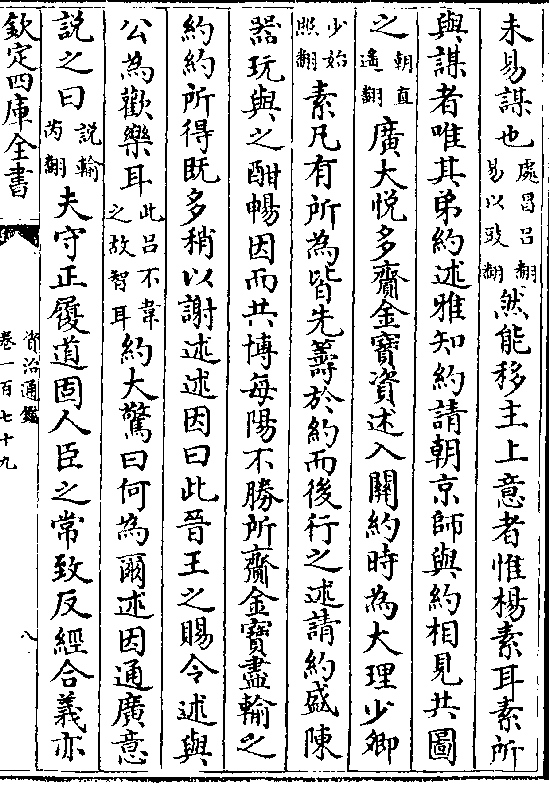 未易謀也處昌呂翻易以豉翻然能移主上意者惟楊素耳素所
與謀者唯其弟約述雅知約請朝京師與約相見共圖
之朝直遙翻廣大悅多齎金寶資述入關約時為大理少卿
少始照翻素凡有所為皆先籌於約而後行之述請約盛陳
器玩與之酣暢因而共博每陽不勝所齎金寶盡輸之
約約所得既多稍以謝述述因曰此晉王之賜令述與
公為歡樂耳此呂不韋之故智耳約大驚曰何為爾述因通廣意
說之曰說輸芮翻夫守正履道固人臣之常致反經合義亦
欽定四庫全書
資治通鑑
卷一百七十九
八